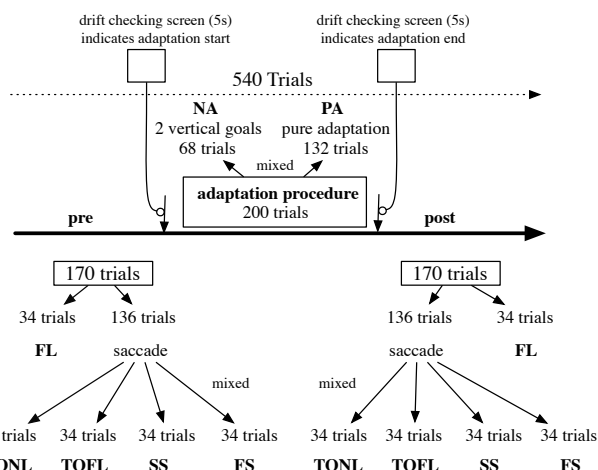 drift checking screen (5s)
indicates adaptation start
drift checking screen (5s)
indicates adaptation end
540 Trials
NA
2 vertical goals
68 trials
PA
pure adaptation
132 trials
mixed
adaptation procedure
200 trials
pre
post
170 trials
34 trials
136 trials
FL
saccade
mixed
trials
34 trials
34 trials
34 trials
TOFL
SS
FS
170 trials
136 trials
34 trials
saccade
FL
mixed
34 trials
34 trials
34 trials
34 trials
TONL
TOFL
SS
FS